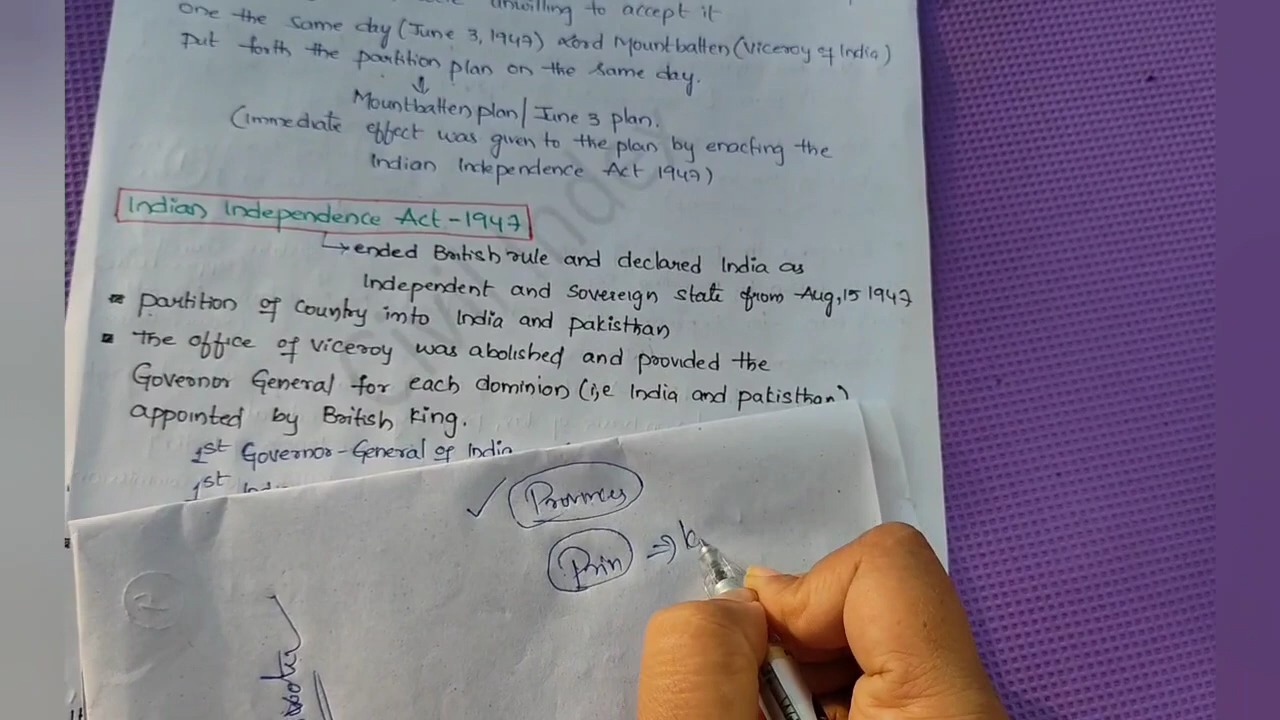 unwilling to accept it
one the same day (June 3, 1947) Lord Mountbatten (Viceroy of India)
put forth the partition plan on the same day.
↓
Mountbatten plan / June 3 plan.
(immediate effect was given to the plan by enacting the
Indian Independence Act 1947)
Indian Independence Act - 1947
→ ended British rule and declared India as
Independent and sovereign state from Aug, 15 1947
▪ partition of country into India and pakisthan
▪ The office of viceroy was abolished and provided the
Governor General for each dominion (i,e India and pakisthan)
appointed by British king.
1st Governor-General of India
1st
✓ Provinces
Prin ⇒ k